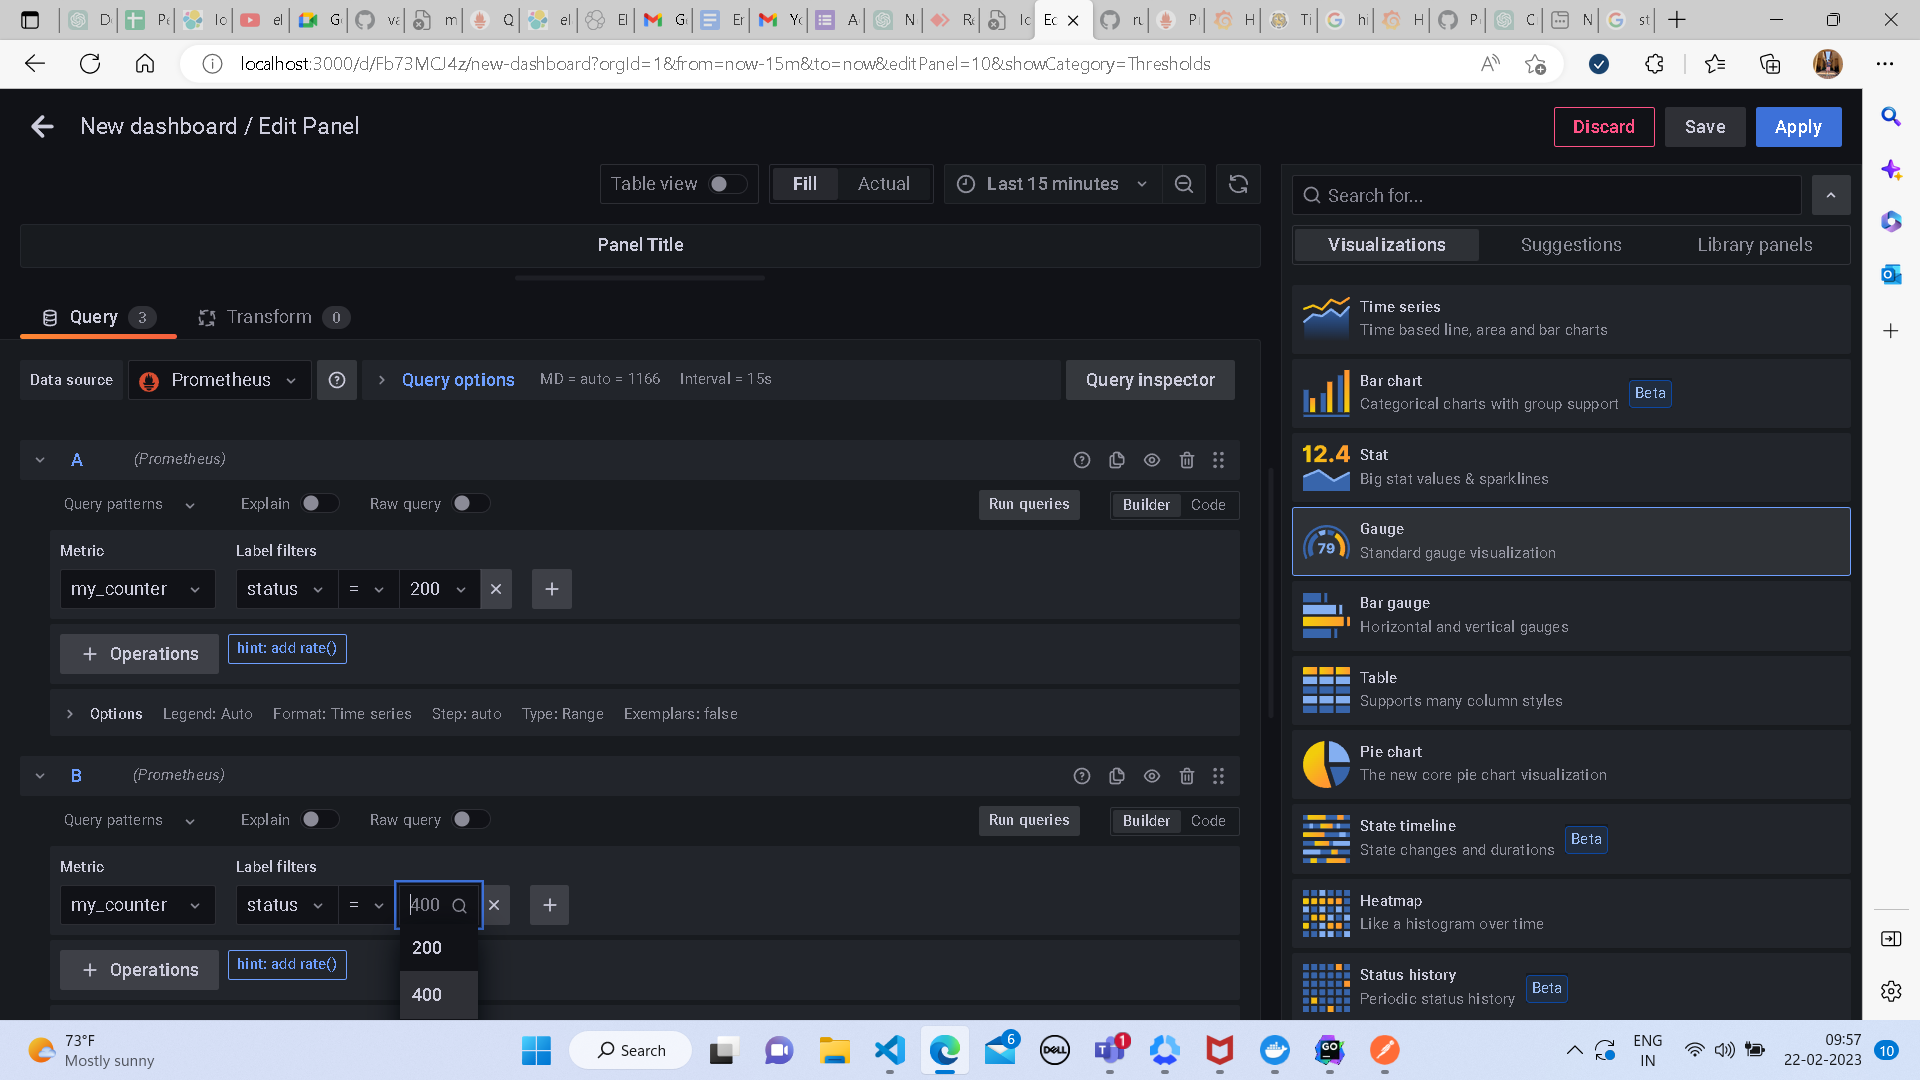 D
Pe
lo
el
G
va
m
Q
el
El
G
Er
Yo
A
N
Re
lo
Ec
ru
P
H
Ti
hi
H
P
C
N
st
localhost:3000/d/Fb73MCJ4z/new-dashboard?orgId=1&from=now-15m&to=now&editPanel=10&showCategory=Thresholds
New dashboard / Edit Panel
Discard
Save
Apply
Table view
Fill
Actual
Last 15 minutes
Search for...
Panel Title
Visualizations
Suggestions
Library panels
Query 3
Transform 0
Time series
Time based line, area and bar charts
Data source
Prometheus
Query options
MD = auto = 1166
Interval = 15s
Query inspector
Bar chart
Categorical charts with group support
Beta
A
(Prometheus)
12.4
Stat
Big stat values & sparklines
Query patterns
Explain
Raw query
Run queries
Builder
Code
79
Gauge
Standard gauge visualization
Metric
Label filters
my_counter
status
=
200
Bar gauge
Horizontal and vertical gauges
+ Operations
hint: add rate()
Table
Supports many column styles
Options
Legend: Auto
Format: Time series
Step: auto
Type: Range
Exemplars: false
Pie chart
The new core pie chart visualization
B
(Prometheus)
Query patterns
Explain
Raw query
Run queries
Builder
Code
State timeline
State changes and durations
Beta
Metric
Label filters
my_counter
status
=
400
200
400
Heatmap
Like a histogram over time
+ Operations
hint: add rate()
Status history
Periodic status history
Beta
73°F
Mostly sunny
Search
6
DELL
1
GO
ENG
IN
09:57
22-02-2023
10